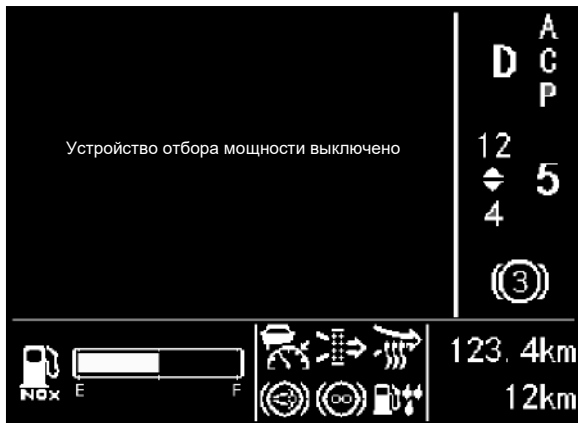 Устройство отбора мощности выключено
D
A
C
P
12
4
5
3
NOx
E
F
123.4km
12km